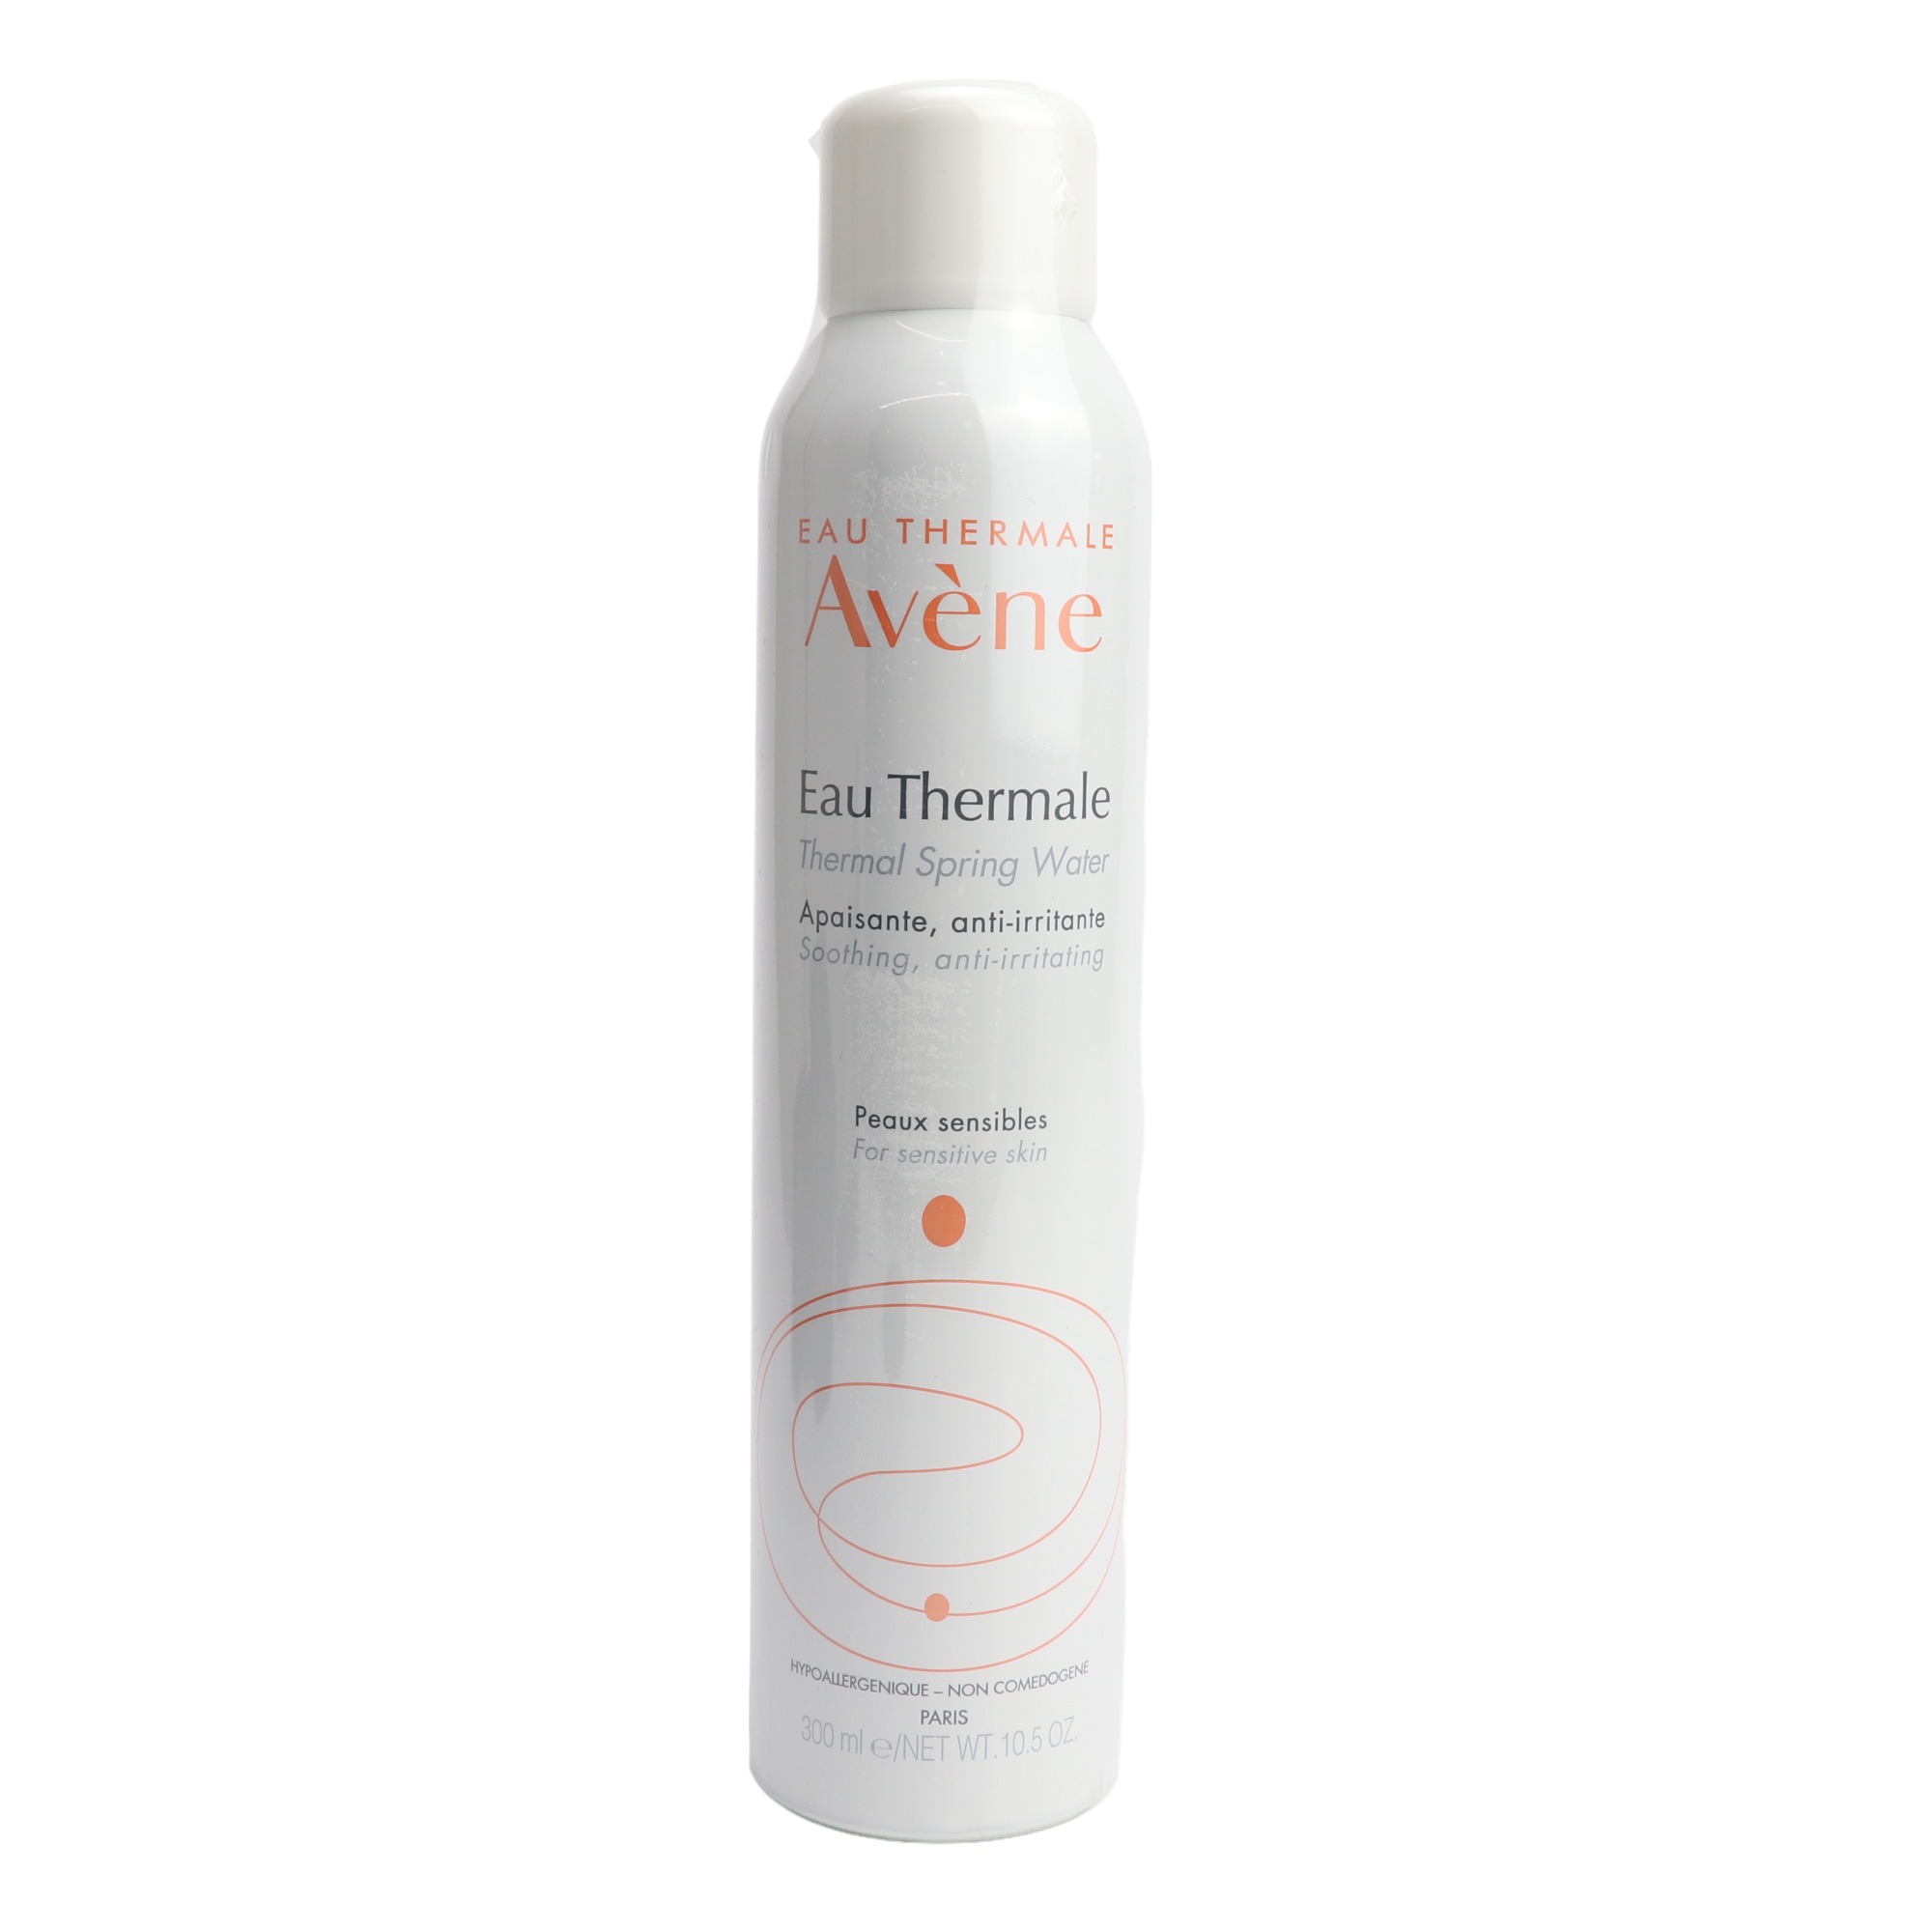 EAU THERMALE
Avène
Eau Thermale
Thermal Spring Water
Apaisante, anti-irritante
Soothing, anti-irritating
Peaux sensibles
For sensitive skin
HYPOALLERGENIQUE – NON COMEDOGENE
PARIS
300 ml ℮/NET WT. 10.5 OZ.